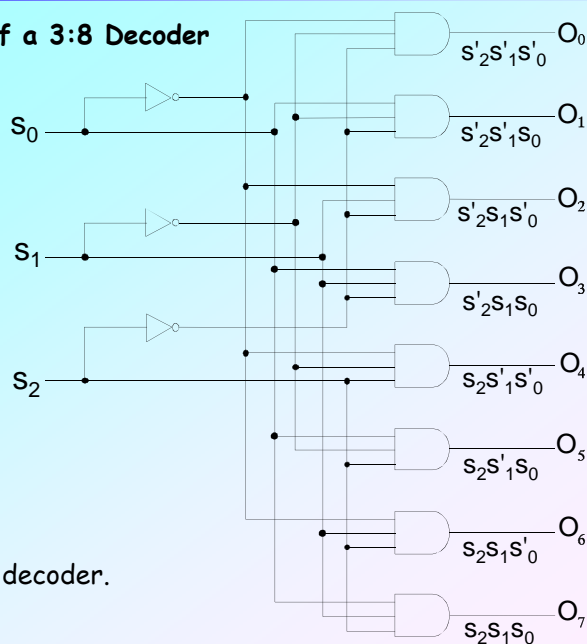 f a 3:8 Decoder
O₀
s'₂s'₁s'₀
S₀
O₁
s'₂s'₁s₀
O₂
s'₂s₁s'₀
S₁
O₃
s'₂s₁s₀
O₄
S₂
s₂s'₁s'₀
O₅
s₂s'₁s₀
O₆
s₂s₁s'₀
decoder.
O₇
s₂s₁s₀